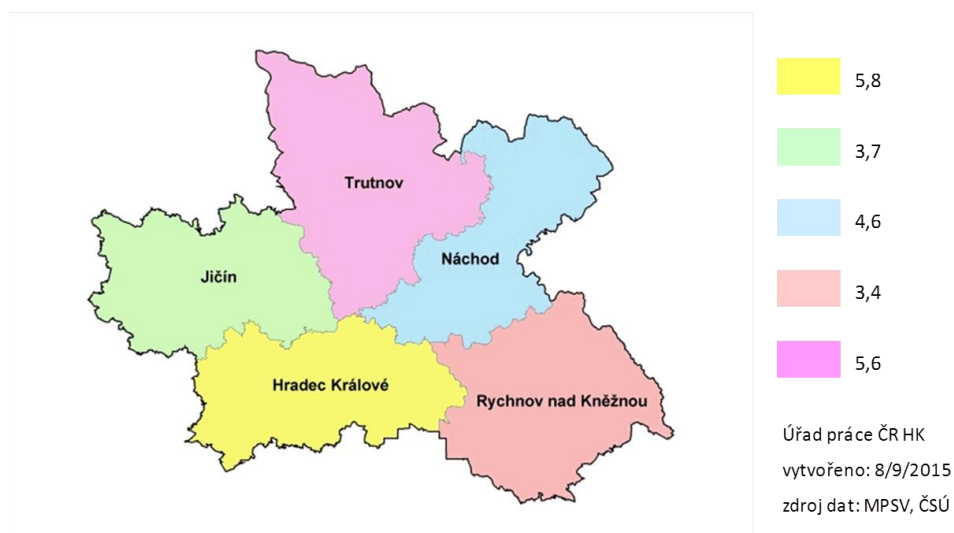 Trutnov
Náchod
Jičín
Hradec Králové
Rychnov nad Kněžnou
5,8
3,7
4,6
3,4
5,6
Úřad práce ČR HK
vytvořeno: 8/9/2015
zdroj dat: MPSV, ČSÚ